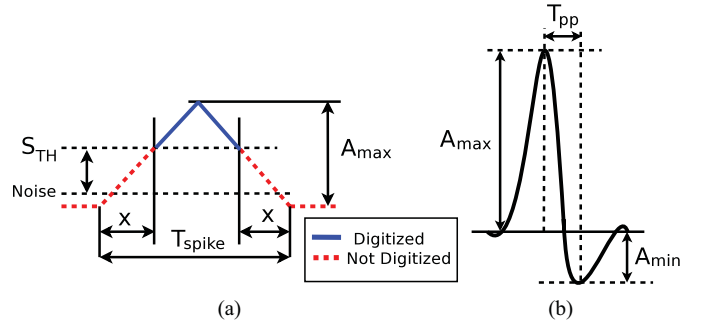 S_TH
Noise
x
x
T_spike
A_max
Digitized
Not Digitized
(a)
T_pp
A_max
A_min
(b)